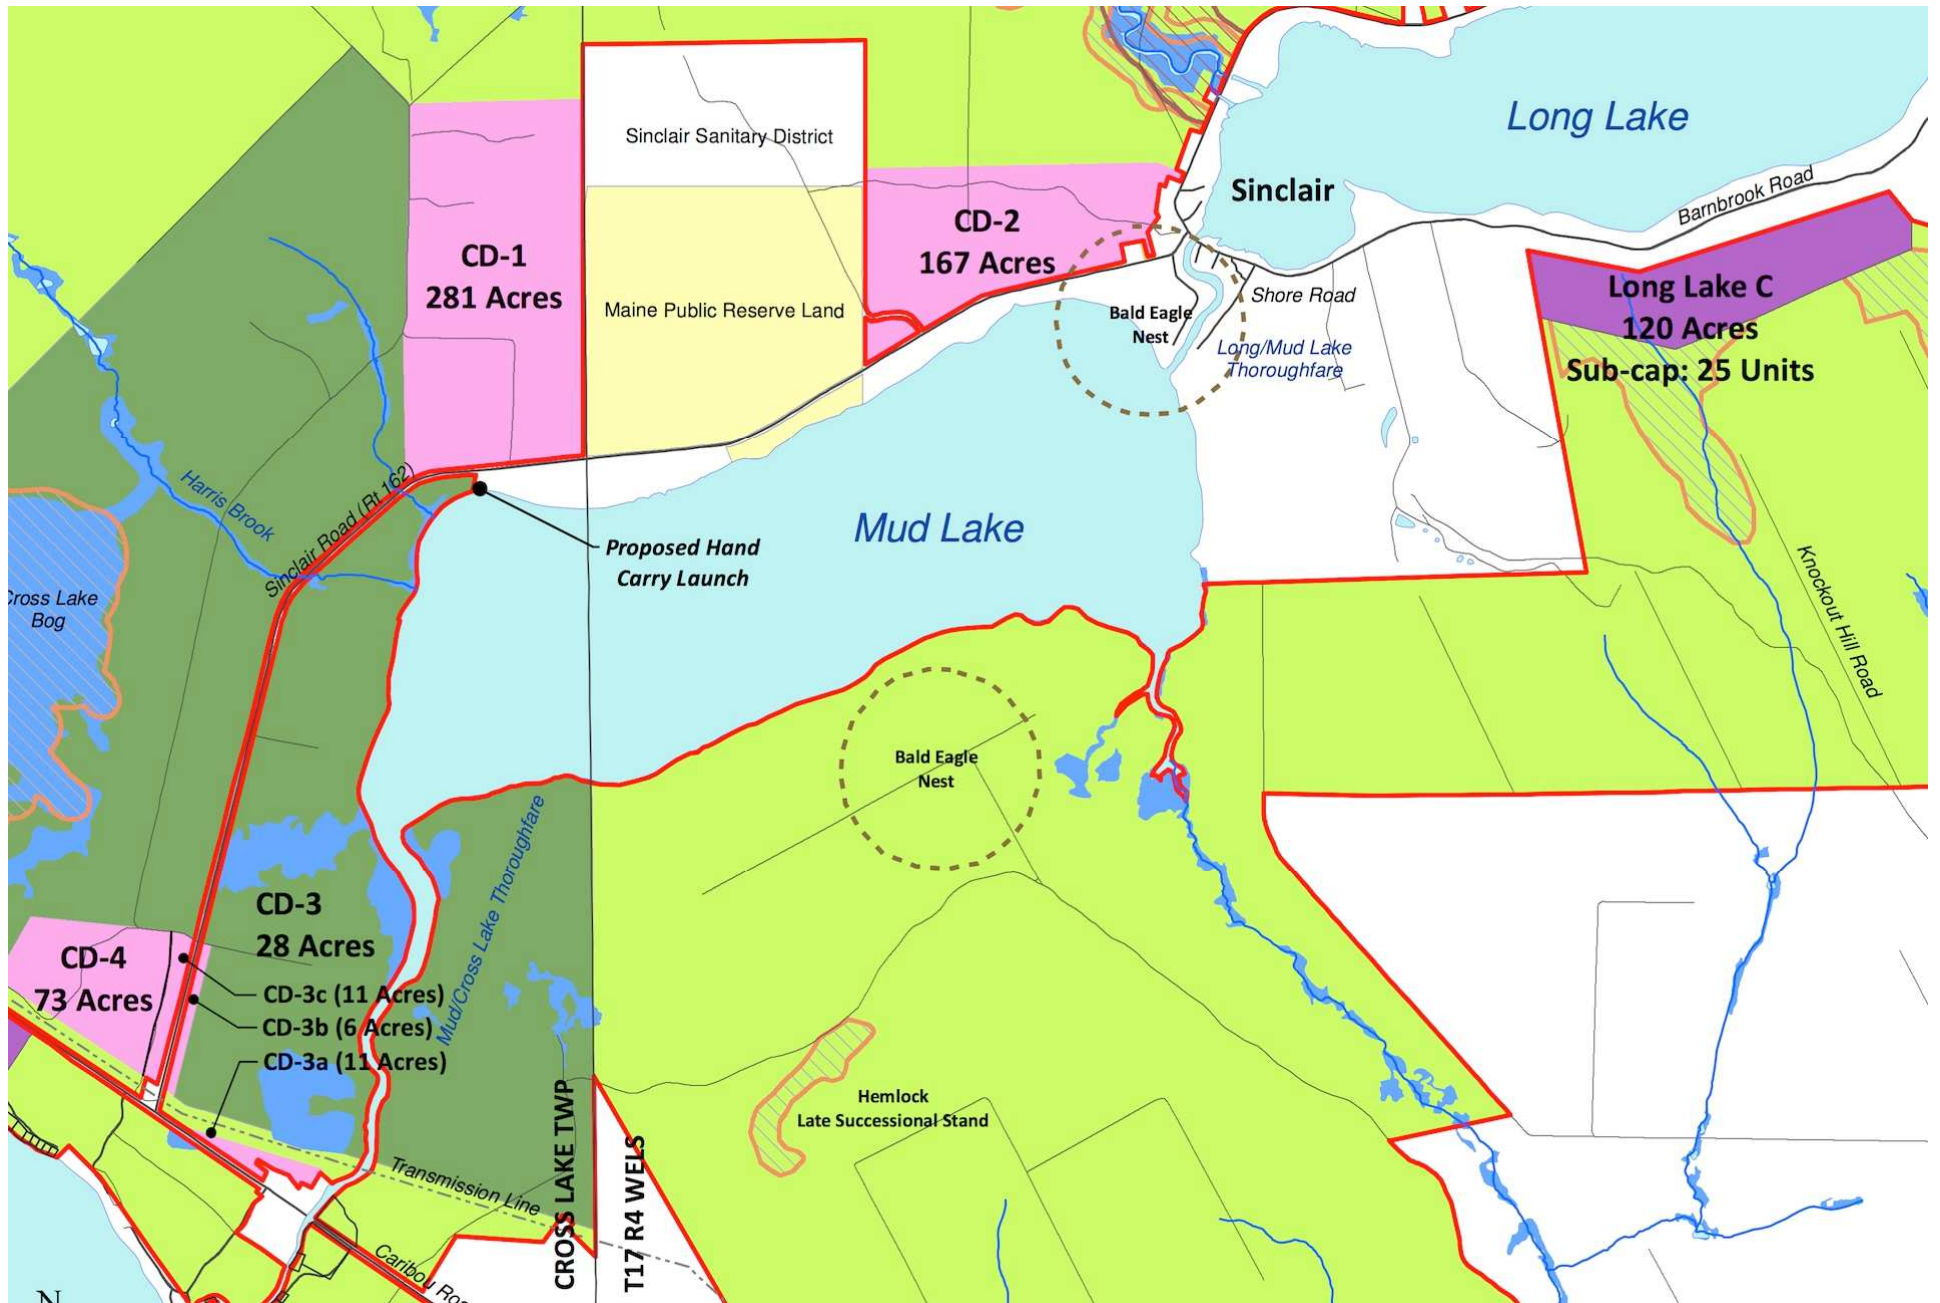 Long Lake
Sinclair Sanitary District
Sinclair
Barnbrook Road
CD-2
167 Acres
CD-1
281 Acres
Maine Public Reserve Land
Bald Eagle
Nest
Shore Road
Long/Mud Lake
Thoroughfare
Long Lake C
120 Acres
Sub-cap: 25 Units
Harris Brook
Sinclair Road (Rt 162)
Mud Lake
Proposed Hand
Carry Launch
Cross Lake
Bog
Knockout Hill Road
Bald Eagle
Nest
Mud/Cross Lake Thoroughfare
CD-3
28 Acres
CD-4
73 Acres
CD-3c (11 Acres)
CD-3b (6 Acres)
CD-3a (11 Acres)
Hemlock
Late Successional Stand
CROSS LAKE TWP
T17 R4 WELS
Transmission Line
Caribou
N